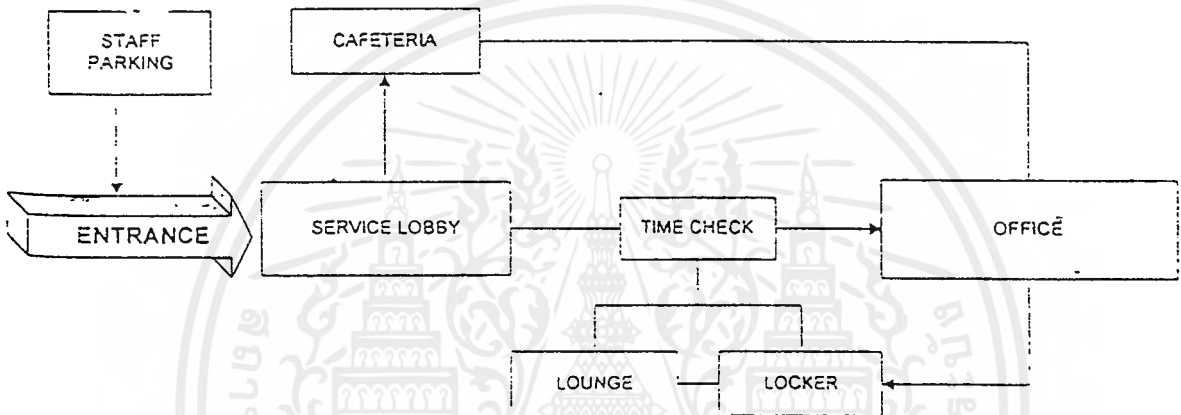 STAFF
PARKING
CAFETERIA
ENTRANCE
SERVICE LOBBY
TIME CHECK
OFFICE
LOUNGE
LOCKER